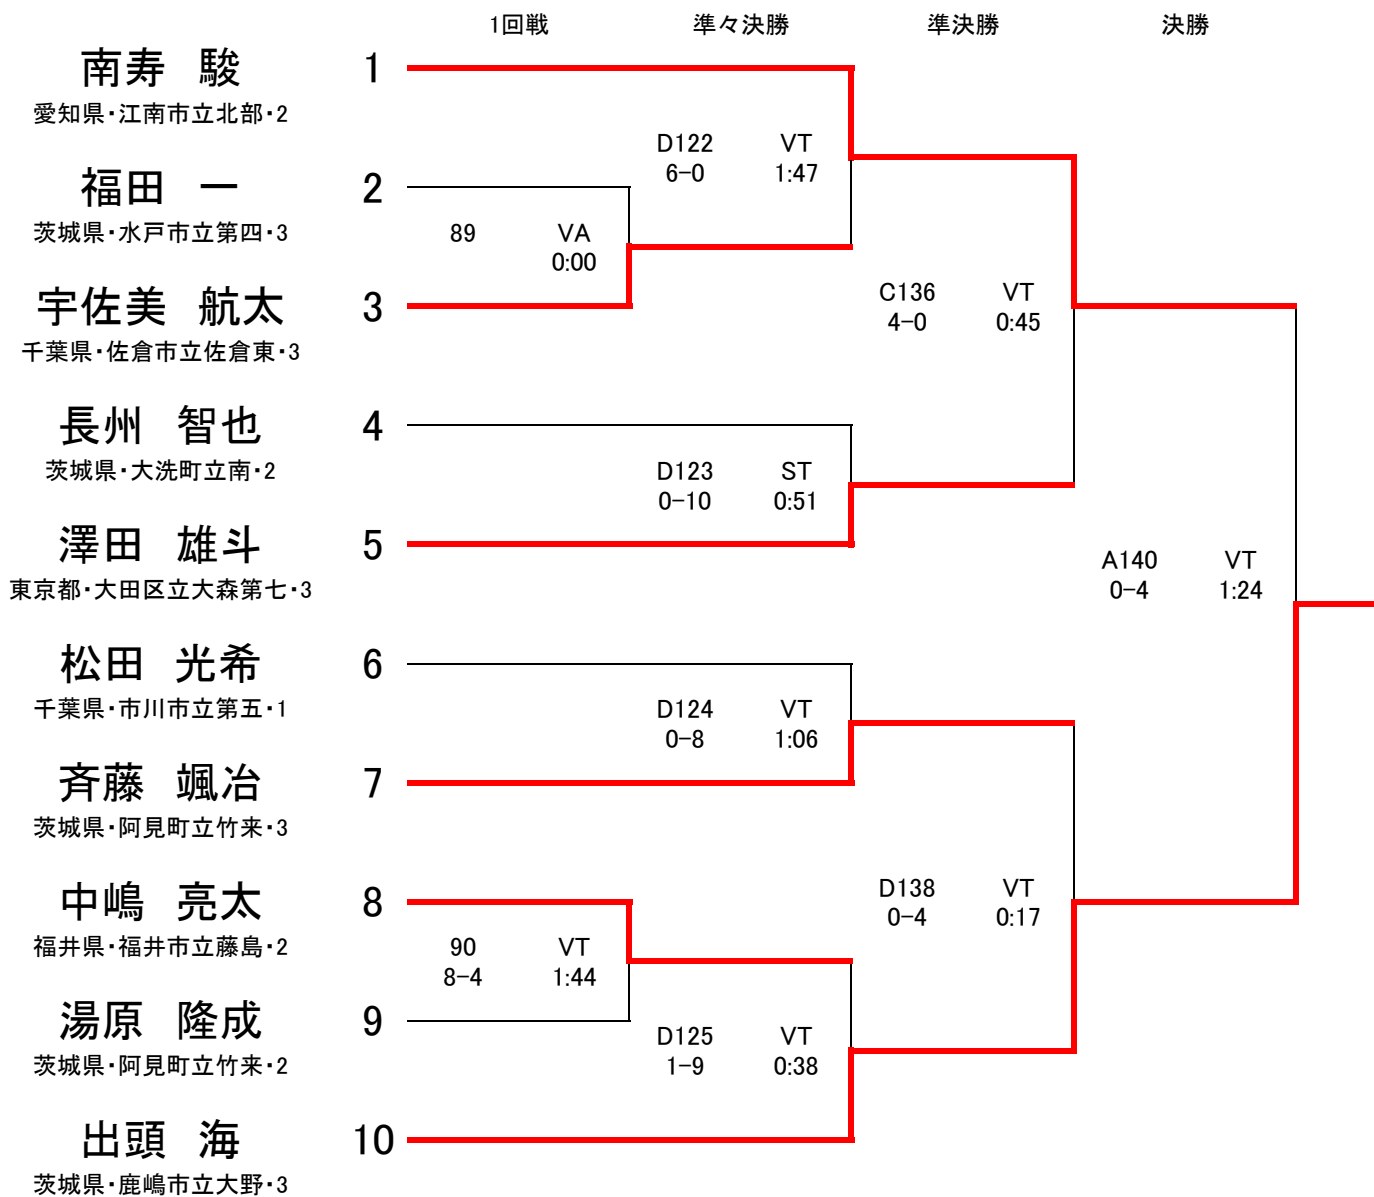 1回戦 準々決勝 準決勝 決勝
南寿 駿 1
愛知県・江南市立北部・2
D122 VT
6-0 1:47
福田 一 2
茨城県・水戸市立第四・3
89 VA
0:00
宇佐美 航太 3
千葉県・佐倉市立佐倉東・3
C136 VT
4-0 0:45
長州 智也 4
茨城県・大洗町立南・2
D123 ST
0-10 0:51
澤田 雄斗 5
東京都・大田区立大森第七・3
A140 VT
0-4 1:24
松田 光希 6
千葉県・市川市立第五・1
D124 VT
0-8 1:06
斉藤 颯冶 7
茨城県・阿見町立竹来・3
中嶋 亮太 8
福井県・福井市立藤島・2
D138 VT
0-4 0:17
90 VT
8-4 1:44
湯原 隆成 9
茨城県・阿見町立竹来・2
D125 VT
1-9 0:38
出頭 海 10
茨城県・鹿嶋市立大野・3